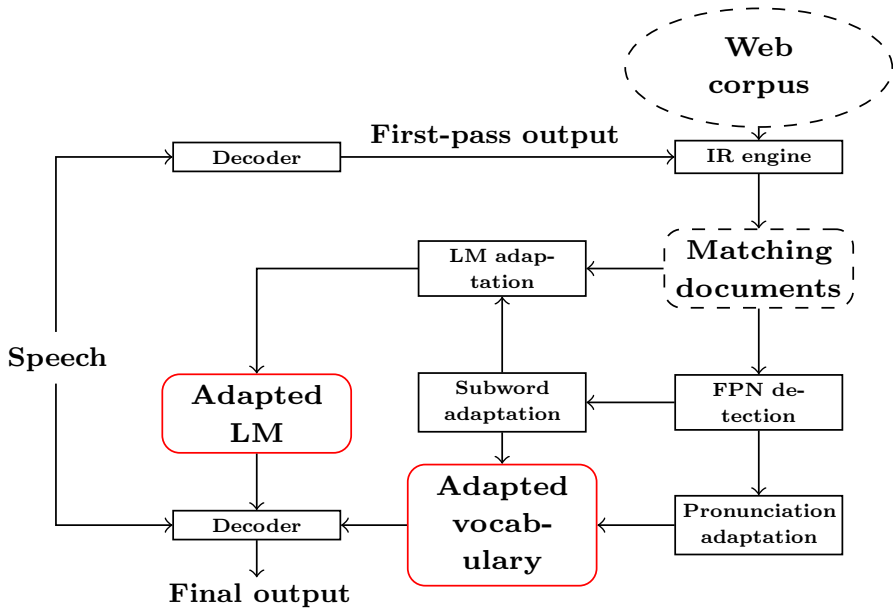 Web
corpus
First-pass output
Decoder
IR engine
LM adap-
tation
Matching
documents
Speech
Adapted
LM
Subword
adaptation
FPN de-
tection
Decoder
Adapted
vocab-
ulary
Pronunciation
adaptation
Final output